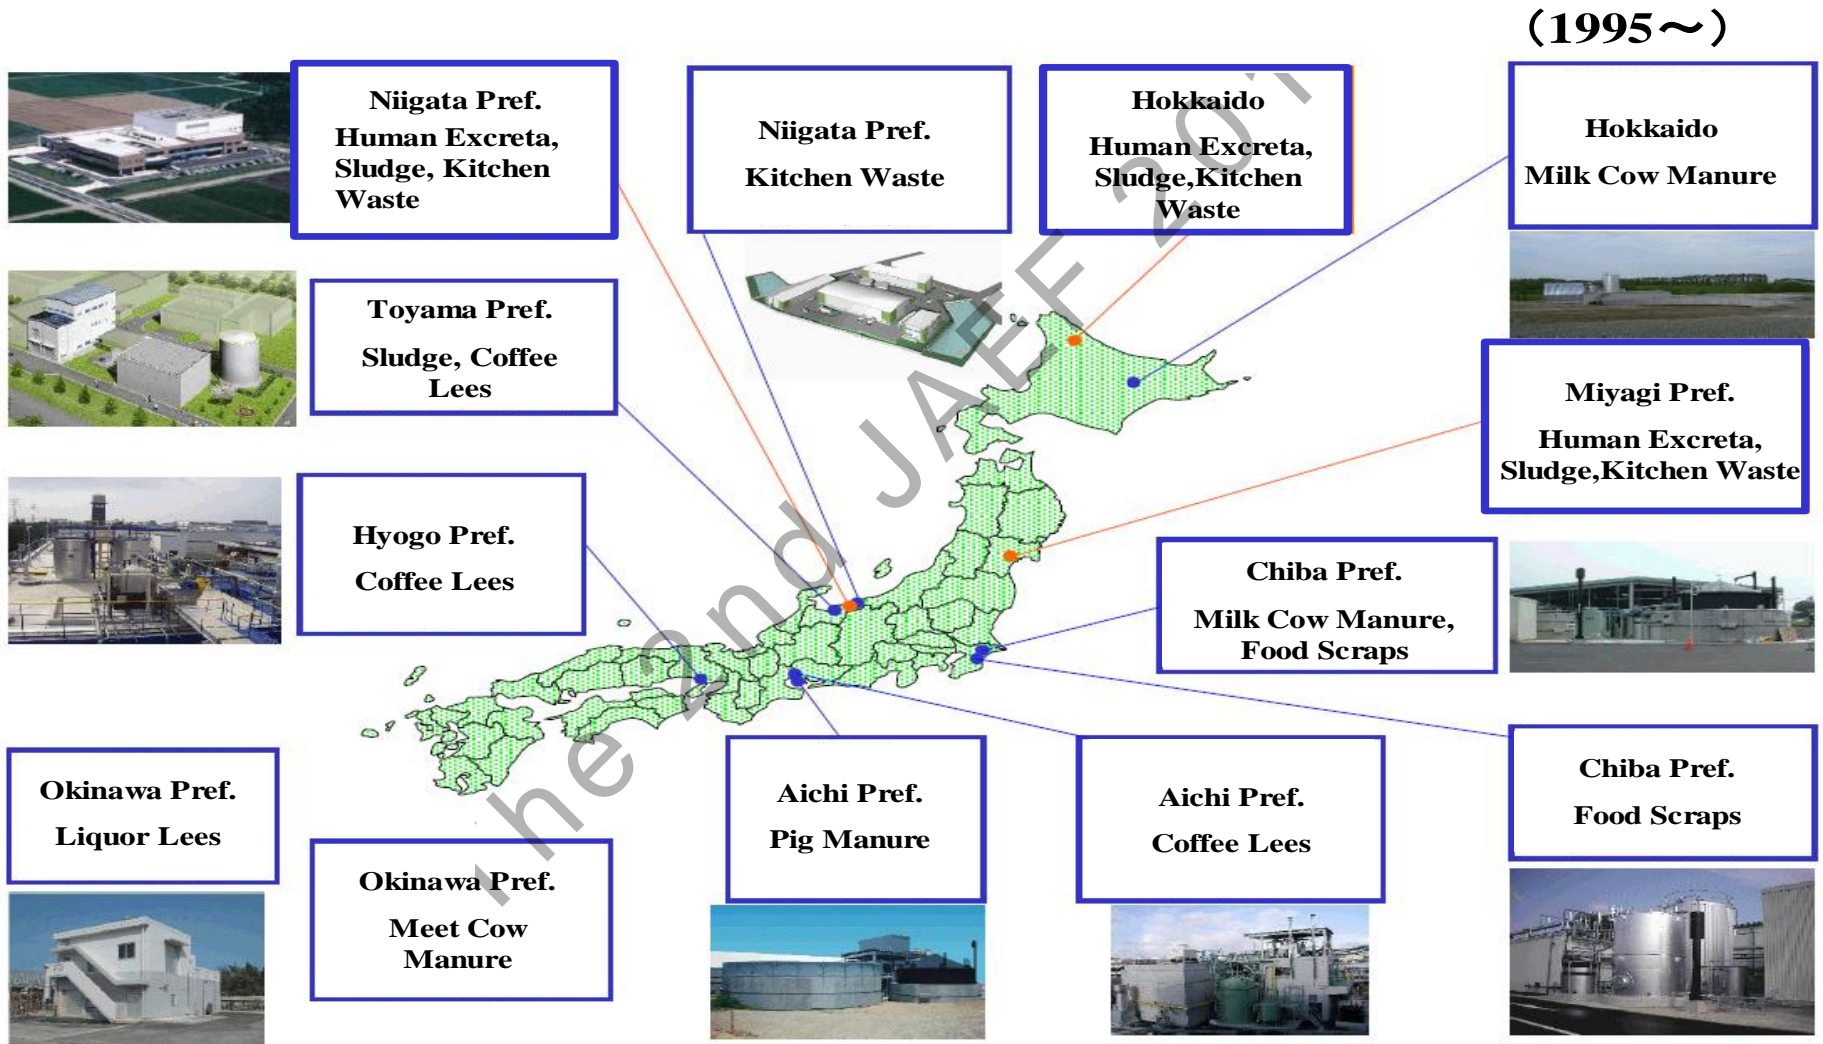 (1995～)
Niigata Pref.
Human Excreta,
Sludge, Kitchen
Waste
Niigata Pref.
Kitchen Waste
Hokkaido
Human Excreta,
Sludge,Kitchen
Waste
Hokkaido
Milk Cow Manure
Toyama Pref.
Sludge, Coffee
Lees
Miyagi Pref.
Human Excreta,
Sludge,Kitchen Waste
Hyogo Pref.
Coffee Lees
Chiba Pref.
Milk Cow Manure,
Food Scraps
Okinawa Pref.
Liquor Lees
Okinawa Pref.
Meet Cow
Manure
Aichi Pref.
Pig Manure
Aichi Pref.
Coffee Lees
Chiba Pref.
Food Scraps
he 2nd JAEF 201